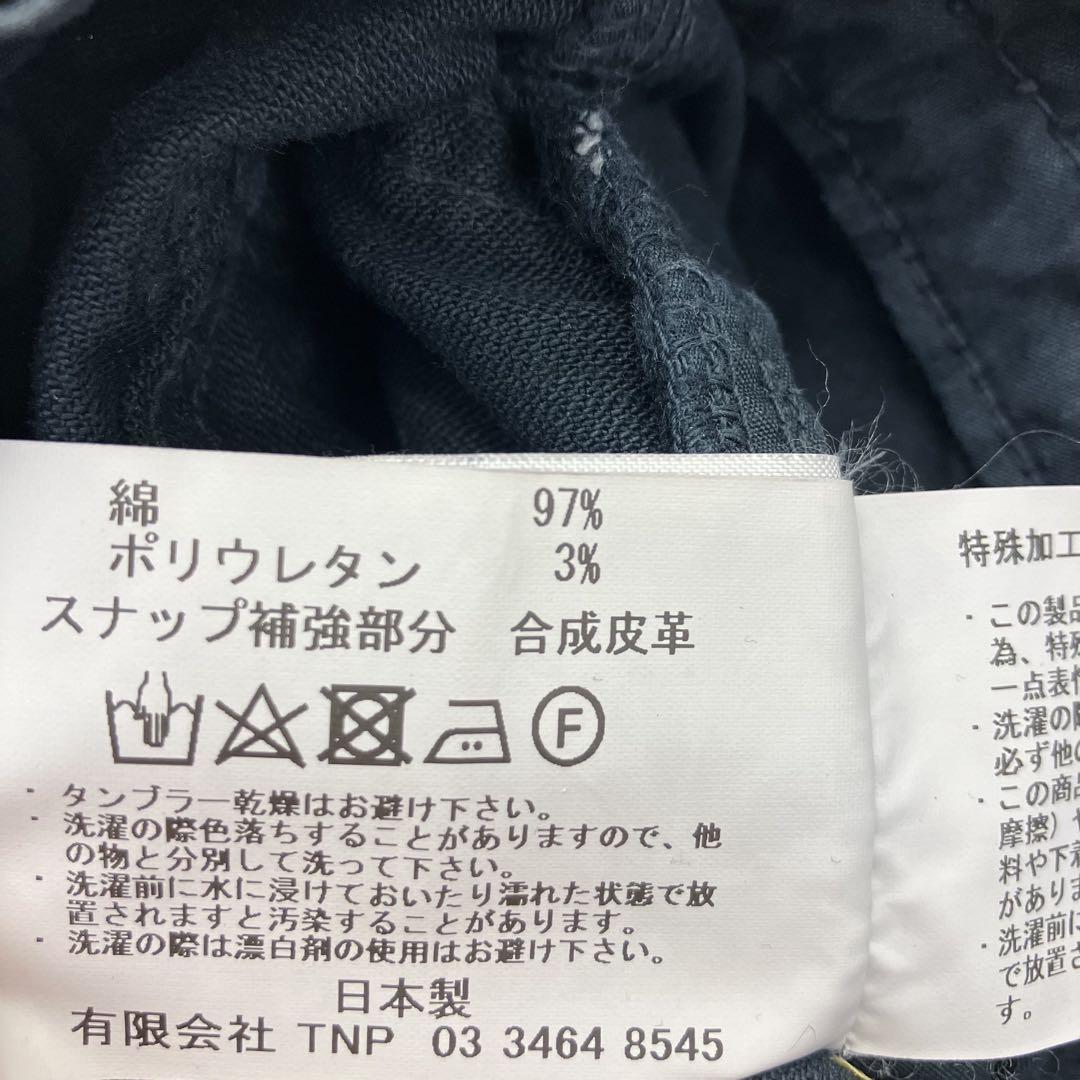 綿 97%
ポリウレタン 3%
スナップ補強部分 合成皮革
F
・タンブラー乾燥はお避け下さい。
・洗濯の際色落ちすることがありますので、他
の物と分別して洗って下さい。
・洗濯前に水に浸けておいたり濡れた状態で放
置されますと汚染することがあります。
・洗濯の際は漂白剤の使用はお避け下さい。
日本製
有限会社 TNP 03 3464 8545
特殊加工
・この製品
為、特殊
一点表情
・洗濯の際
必ず他の
・この商品
摩擦）や
料や下着
がありま
・洗濯前に
で放置さ
す。